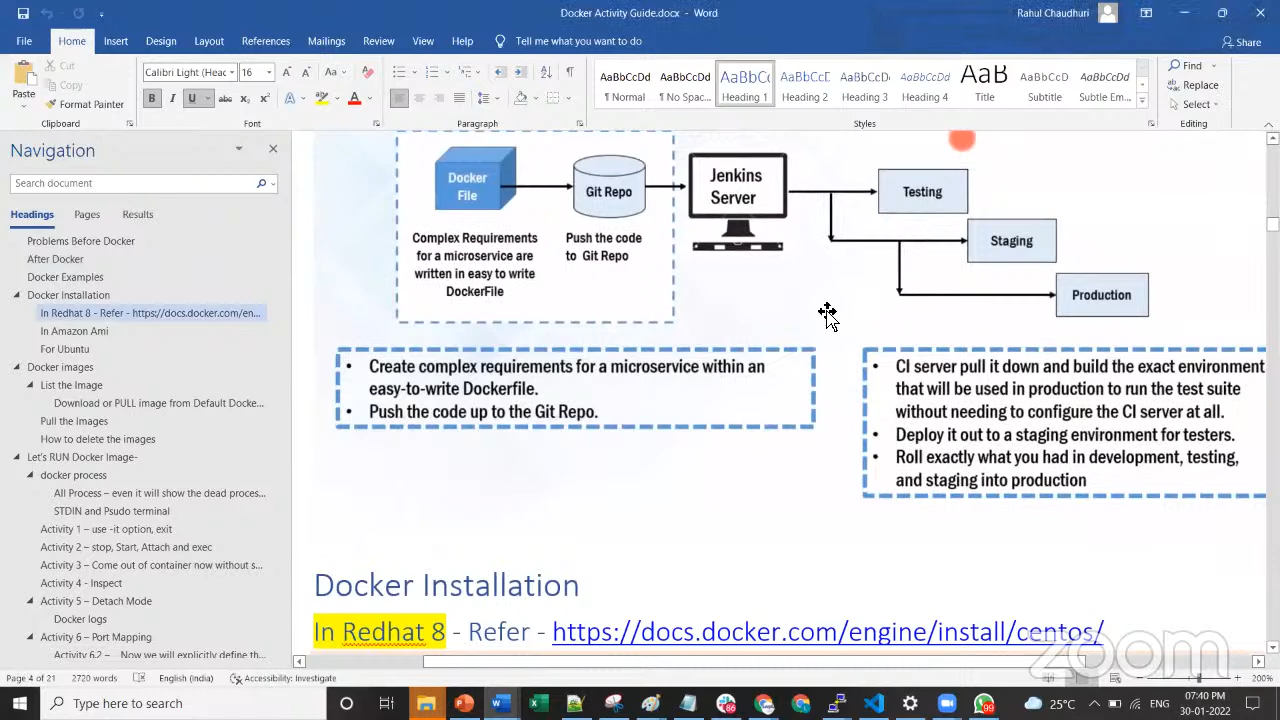 Docker Activity Guide.docx - Word
Rahul Chaudhuri
File Home Insert Design Layout References Mailings Review View Help Tell me what you want to do Share
Paste
Cut
Copy
Format Painter
Clipboard
Calibri Light (Heac 16
Font
Paragraph
AaBbCcDd AaBbCcDd AaBbCc AaBbCcD AaBbCcD AaBbCcD AaB AaBbCcD AaBbCcDd
¶ Normal ¶ No Spac... Heading 1 Heading 2 Heading 3 Heading 4 Title Subtitle Subtle Em...
Styles
Find
Replace
Select
Editing
Navigation
Search document
Headings Pages Results
Problems Before Docker
After Docker
Docker Examples
Docker Installation
In Redhat 8 - Refer - https://docs.docker.com/en...
In Amazon Ami
For Ubuntu
Docker images
List the Image
Download or PULL image from Default Docke...
Pull the Images
How to delete the images
Let's RUN Docker Image-
docker process
All Process – even it will show the dead proces...
STDIN and Psudo terminal
Activity 1 – use -it option, exit
Activity 2 – stop, Start, Attach and exec
Activity 3 – Come out of container now without s...
Activity 4 - Inspect
Activity 5 – Detach Mode
Docker logs
Activity 6 – Port Mapping
Activity 6.2 – Now we will explicitly define th...
Docker
File
Git Repo
Jenkins
Server
Testing
Staging
Production
Complex Requirements
for a microservice are
written in easy to write
DockerFile
Push the code
to Git Repo
• Create complex requirements for a microservice within an
easy-to-write Dockerfile.
• Push the code up to the Git Repo.
• CI server pull it down and build the exact environment
that will be used in production to run the test suite
without needing to configure the CI server at all.
• Deploy it out to a staging environment for testers.
• Roll exactly what you had in development, testing,
and staging into production
Docker Installation
In Redhat 8 - Refer - https://docs.docker.com/engine/install/centos/
zoom
Page 4 of 21 2720 words English (India) Accessibility: Investigate 200%
Type here to search
99
25°C
07:40 PM
30-01-2022